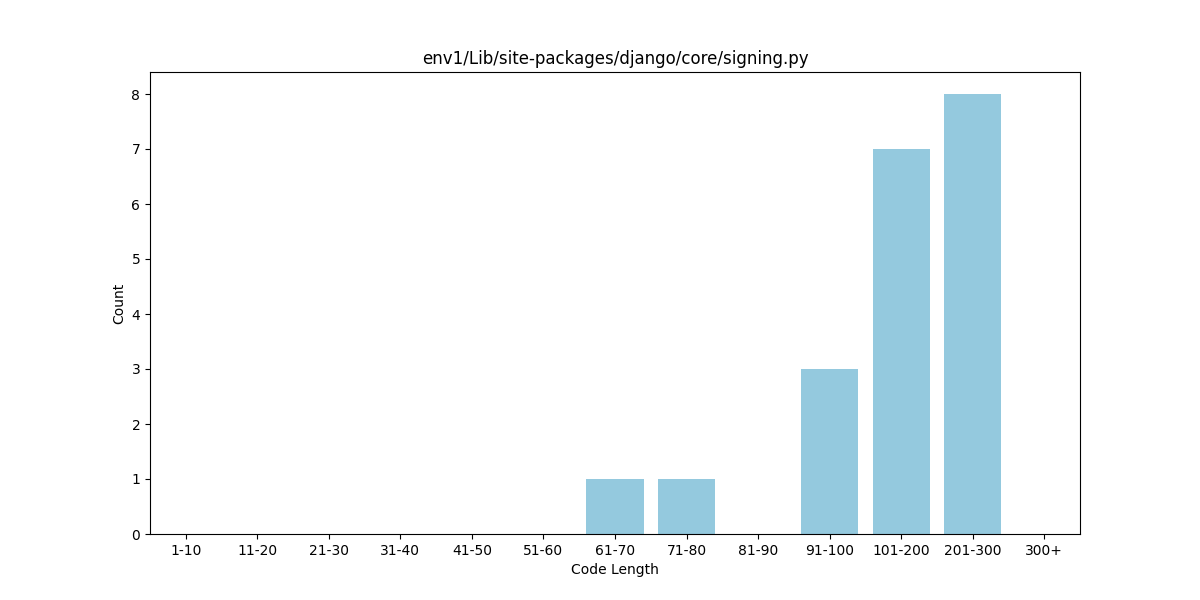 env1/Lib/site-packages/django/core/signing.py
8
7
6
5
4
3
2
1
0
Count
1-10 11-20 21-30 31-40 41-50 51-60 61-70 71-80 81-90 91-100 101-200 201-300 300+
Code Length